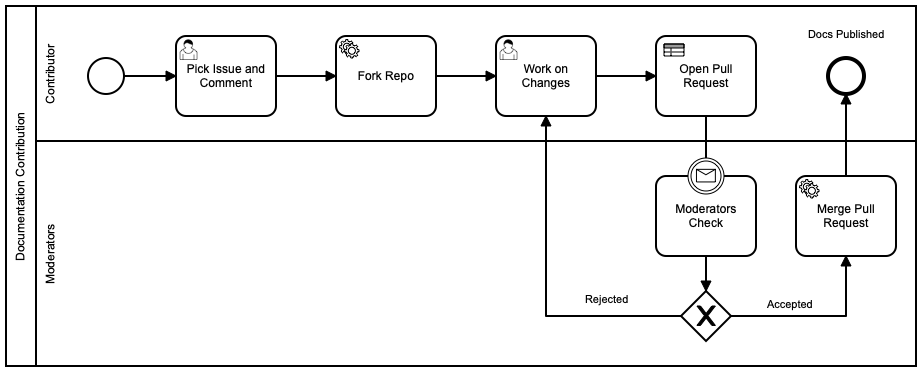 Documentation Contribution
Contributor
Docs Published
Pick Issue and
Comment
Fork Repo
Work on
Changes
Open Pull
Request
Moderators
Moderators
Check
Merge Pull
Request
Rejected
Accepted
X